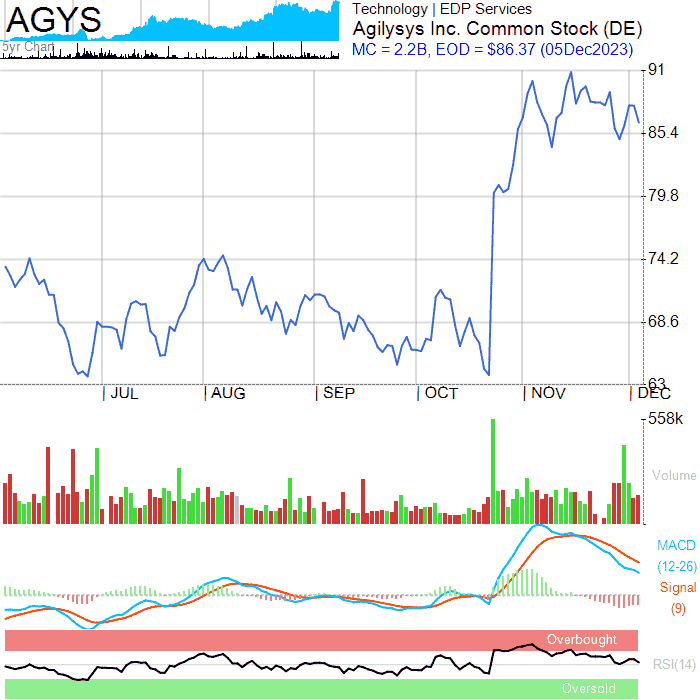 AGYS
5yr Chart
Technology | EDP Services
Agilysys Inc. Common Stock (DE)
MC = 2.2B, EOD = $86.37 (05Dec2023)
91
85.4
79.8
74.2
68.6
63
JUL
AUG
SEP
OCT
NOV
DEC
558k
Volume
MACD
(12-26)
Signal
(9)
Overbought
RSI(14)
Oversold